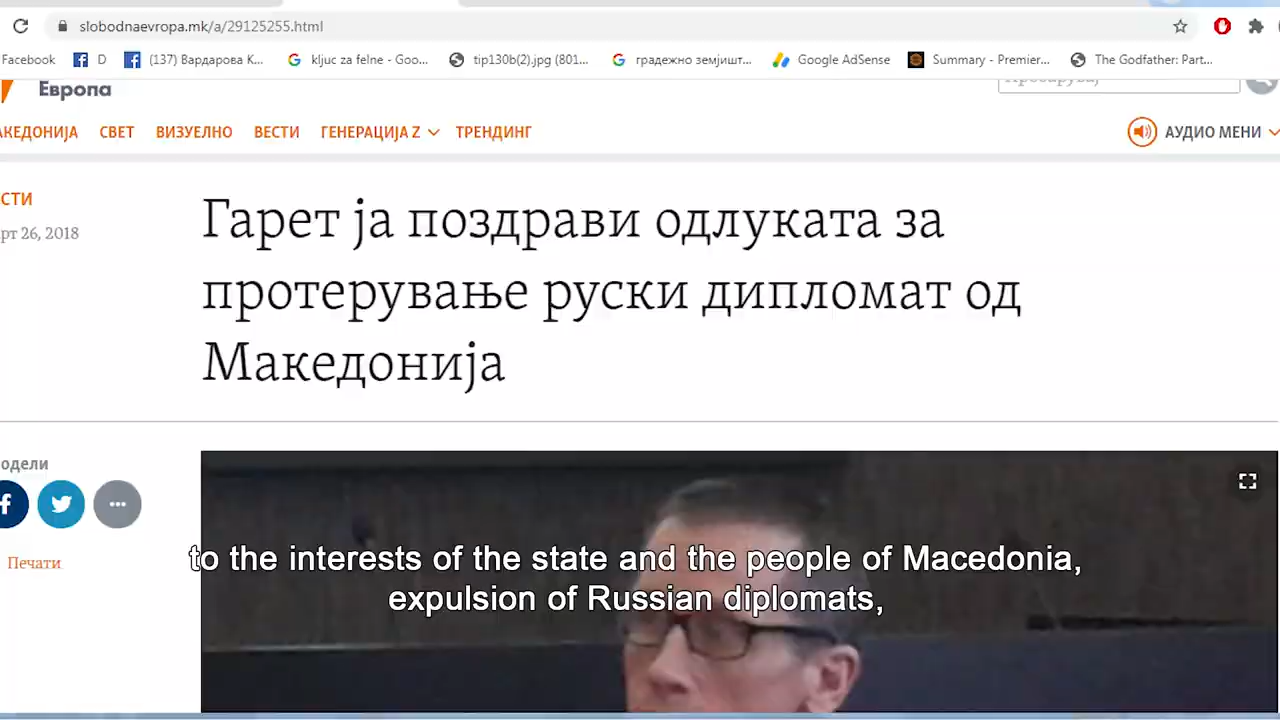 slobodnaevropa.mk/a/29125255.html
Facebook D (137) Вардарова К... kljuc za felne - Goo... tip130b(2).jpg (801... градежно земјишт... Google AdSense Summary - Premier... The Godfather: Part...
Европа
АКЕДОНИЈА СВЕТ ВИЗУЕЛНО ВЕСТИ ГЕНЕРАЦИЈА Z ТРЕНДИНГ АУДИО МЕНИ
СТИ
рт 26, 2018
Гарет ја поздрави одлуката за
протерување руски дипломат од
Македонија
одели
Печати
to the interests of the state and the people of Macedonia,
expulsion of Russian diplomats,